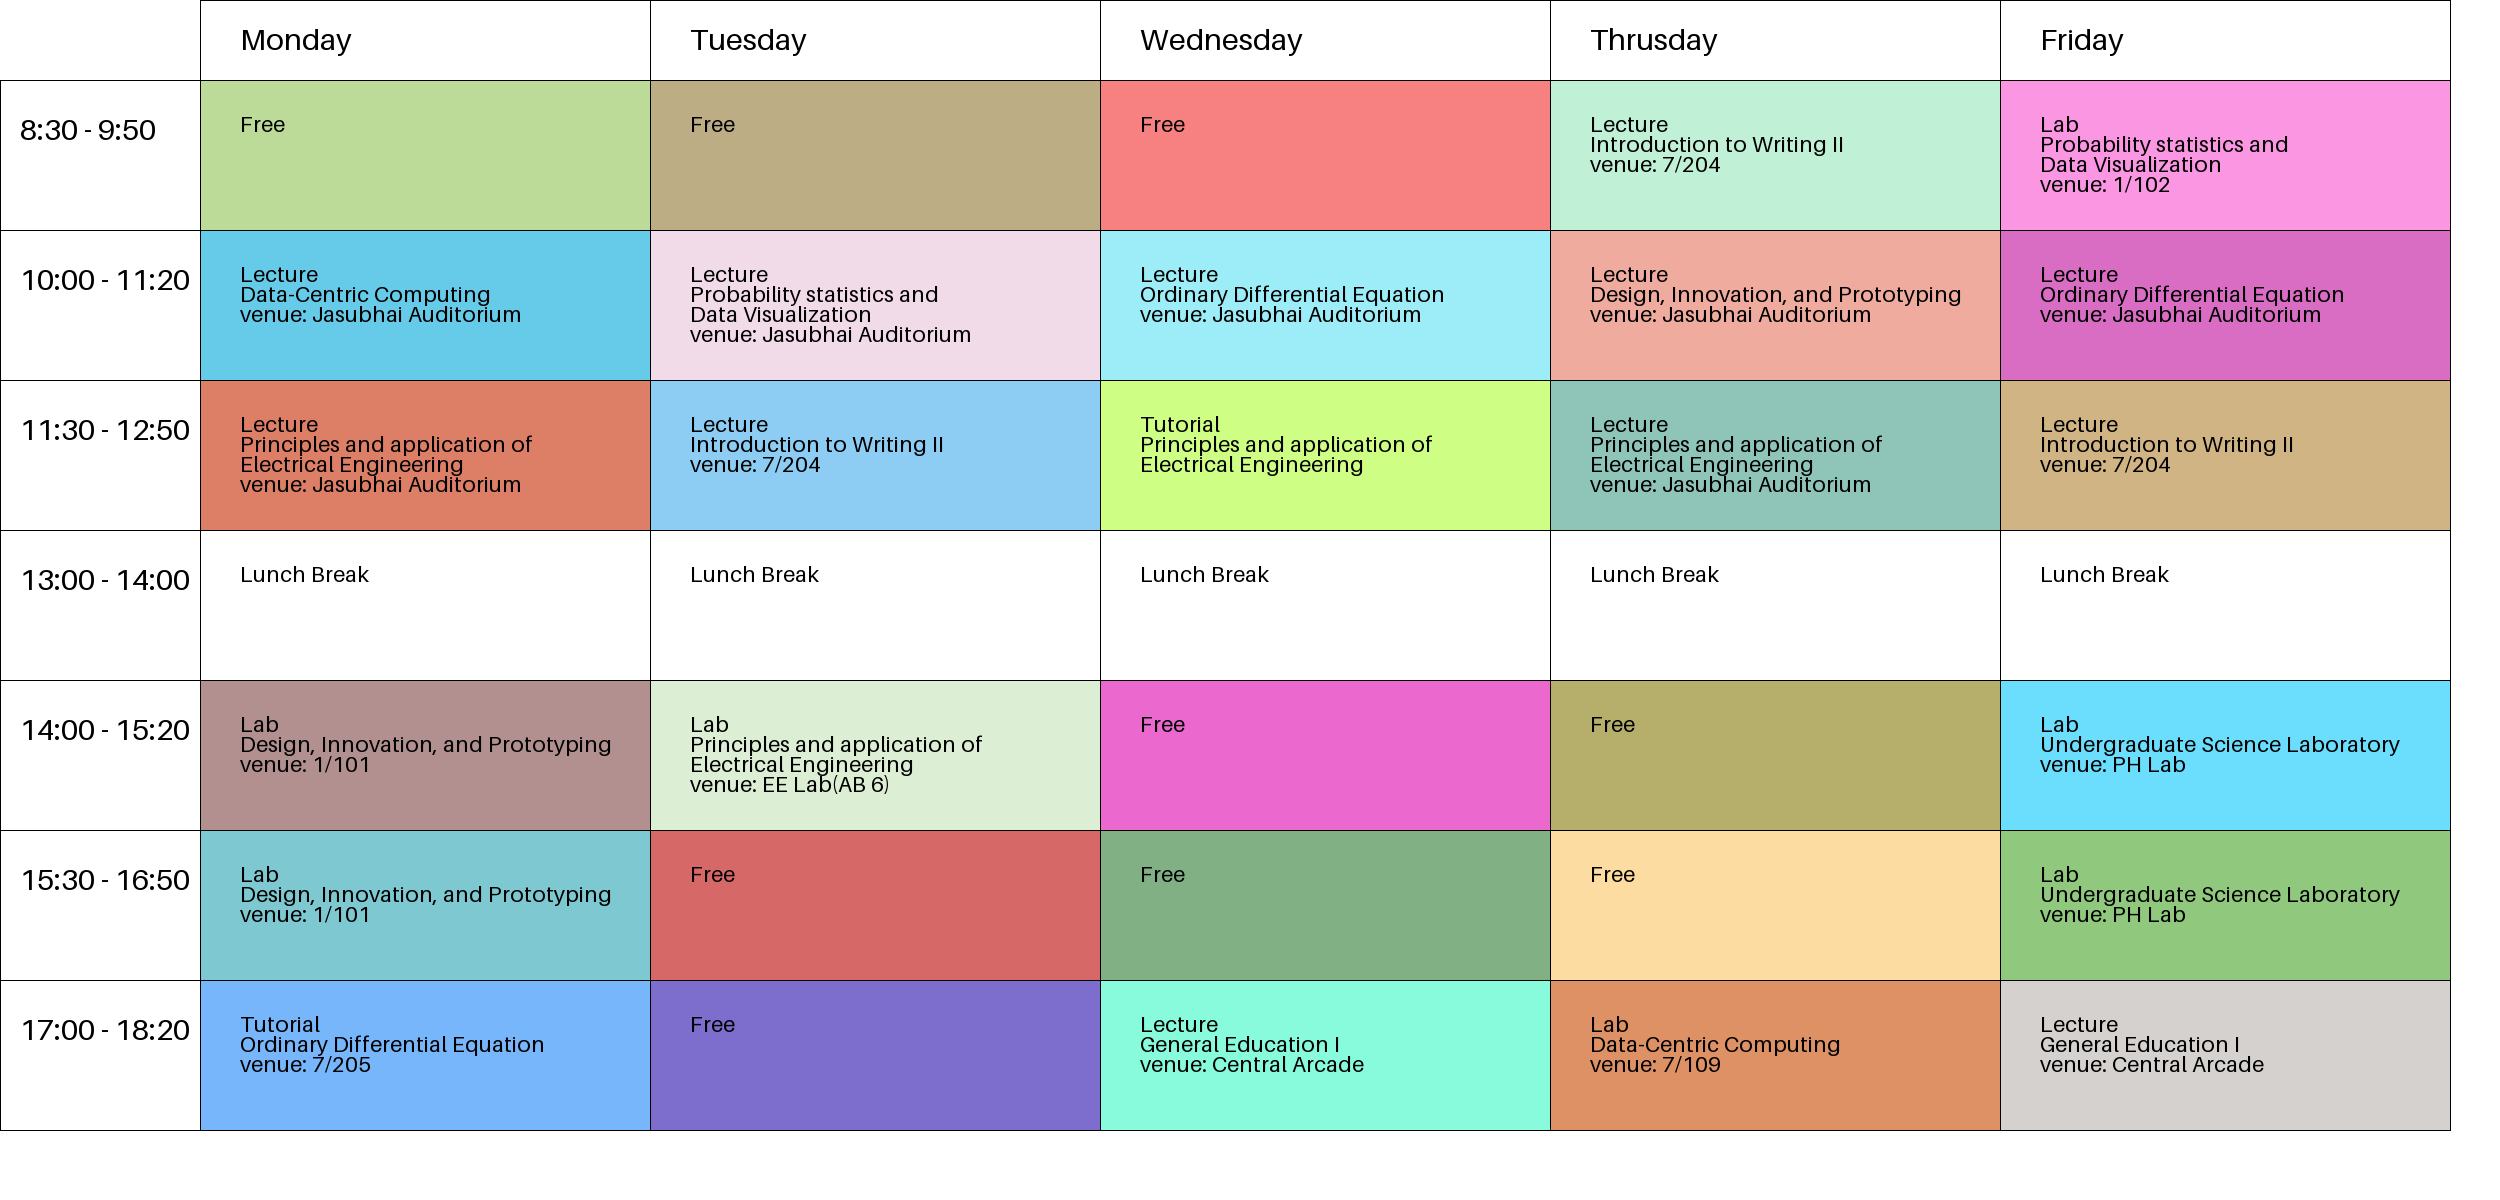 Monday
Tuesday
Wednesday
Thrusday
Friday
8:30 - 9:50
Free
Free
Free
Lecture
Introduction to Writing II
venue: 7/204
Lab
Probability statistics and
Data Visualization
venue: 1/102
10:00 - 11:20
Lecture
Data-Centric Computing
venue: Jasubhai Auditorium
Lecture
Probability statistics and
Data Visualization
venue: Jasubhai Auditorium
Lecture
Ordinary Differential Equation
venue: Jasubhai Auditorium
Lecture
Design, Innovation, and Prototyping
venue: Jasubhai Auditorium
Lecture
Ordinary Differential Equation
venue: Jasubhai Auditorium
11:30 - 12:50
Lecture
Principles and application of
Electrical Engineering
venue: Jasubhai Auditorium
Lecture
Introduction to Writing II
venue: 7/204
Tutorial
Principles and application of
Electrical Engineering
Lecture
Principles and application of
Electrical Engineering
venue: Jasubhai Auditorium
Lecture
Introduction to Writing II
venue: 7/204
13:00 - 14:00
Lunch Break
Lunch Break
Lunch Break
Lunch Break
Lunch Break
14:00 - 15:20
Lab
Design, Innovation, and Prototyping
venue: 1/101
Lab
Principles and application of
Electrical Engineering
venue: EE Lab(AB 6)
Free
Free
Lab
Undergraduate Science Laboratory
venue: PH Lab
15:30 - 16:50
Lab
Design, Innovation, and Prototyping
venue: 1/101
Free
Free
Free
Lab
Undergraduate Science Laboratory
venue: PH Lab
17:00 - 18:20
Tutorial
Ordinary Differential Equation
venue: 7/205
Free
Lecture
General Education I
venue: Central Arcade
Lab
Data-Centric Computing
venue: 7/109
Lecture
General Education I
venue: Central Arcade